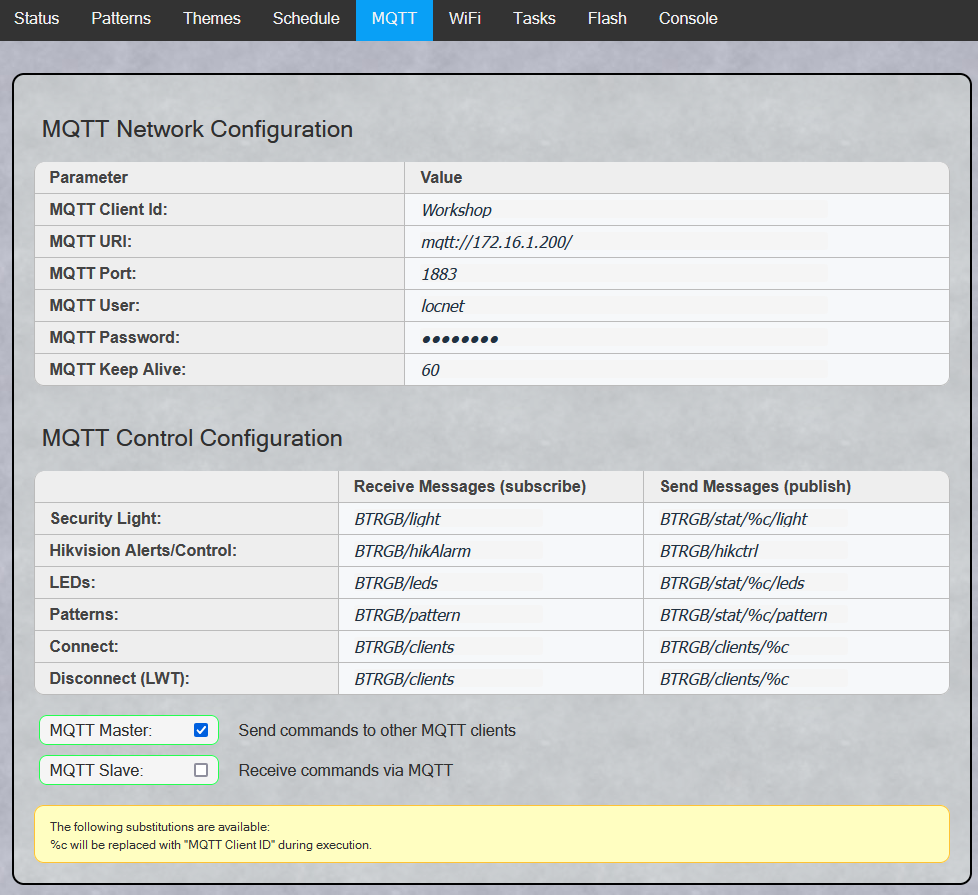 Status Patterns Themes Schedule MQTT WiFi Tasks Flash Console
MQTT Network Configuration
Parameter Value
MQTT Client Id: Workshop
MQTT URI: mqtt://172.16.1.200/
MQTT Port: 1883
MQTT User: locnet
MQTT Password: ●●●●●●●●
MQTT Keep Alive: 60
MQTT Control Configuration
Receive Messages (subscribe) Send Messages (publish)
Security Light: BTRGB/light BTRGB/stat/%c/light
Hikvision Alerts/Control: BTRGB/hikAlarm BTRGB/hikctrl
LEDs: BTRGB/leds BTRGB/stat/%c/leds
Patterns: BTRGB/pattern BTRGB/stat/%c/pattern
Connect: BTRGB/clients BTRGB/clients/%c
Disconnect (LWT): BTRGB/clients BTRGB/clients/%c
MQTT Master: Send commands to other MQTT clients
MQTT Slave: Receive commands via MQTT
The following substitutions are available:
%c will be replaced with "MQTT Client ID" during execution.